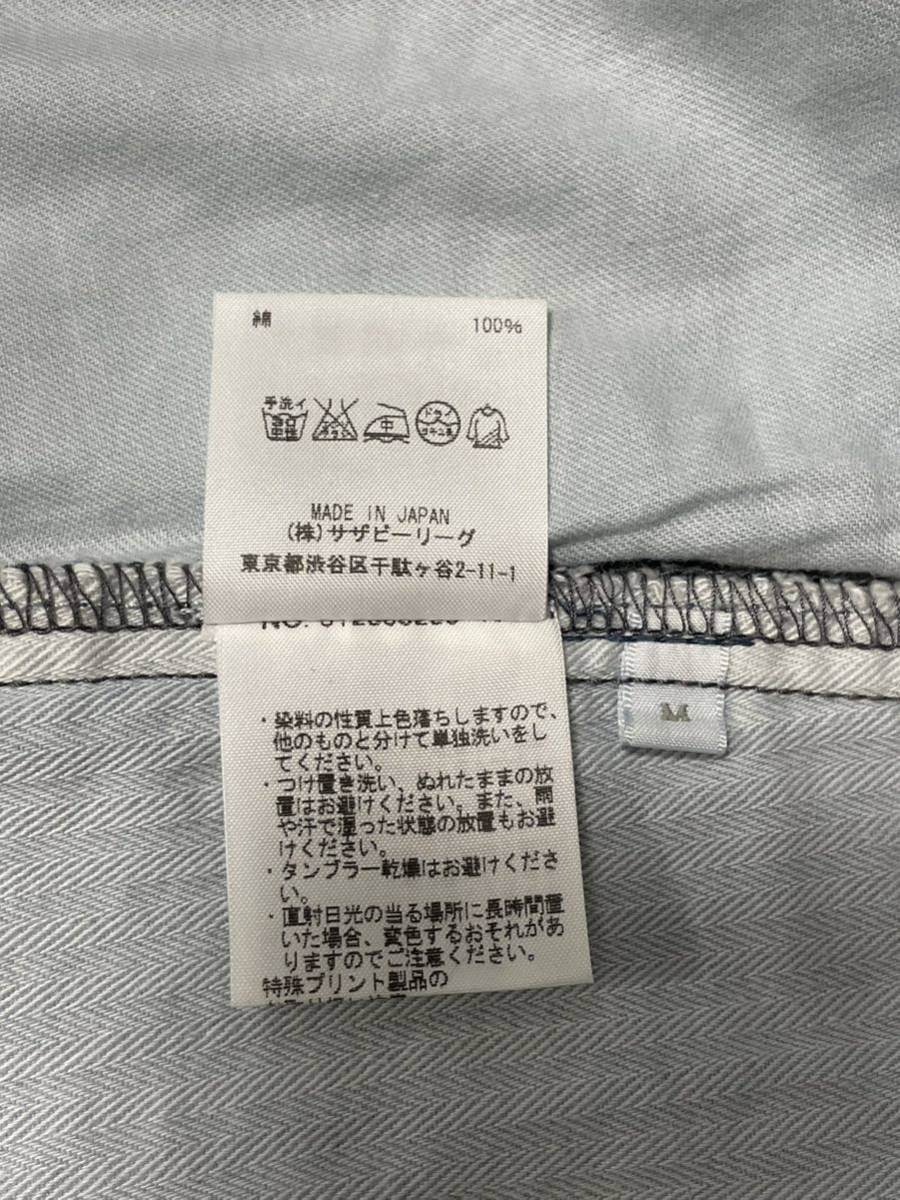 綿 100%
手洗イ
中性
中
ドライ
MADE IN JAPAN
(株)サザビーリーグ
東京都渋谷区千駄ヶ谷2-11-1
M
・染料の性質上色落ちしますので、
他のものと分けて単独洗いをし
てください。
・つけ置き洗い、ぬれたままの放
置はお避けください。また、雨
や汗で湿った状態の放置もお避
けください。
・タンブラー乾燥はお避けくださ
い。
・直射日光の当る場所に長時間置
いた場合、変色するおそれがあ
りますのでご注意ください。
特殊プリント製品の